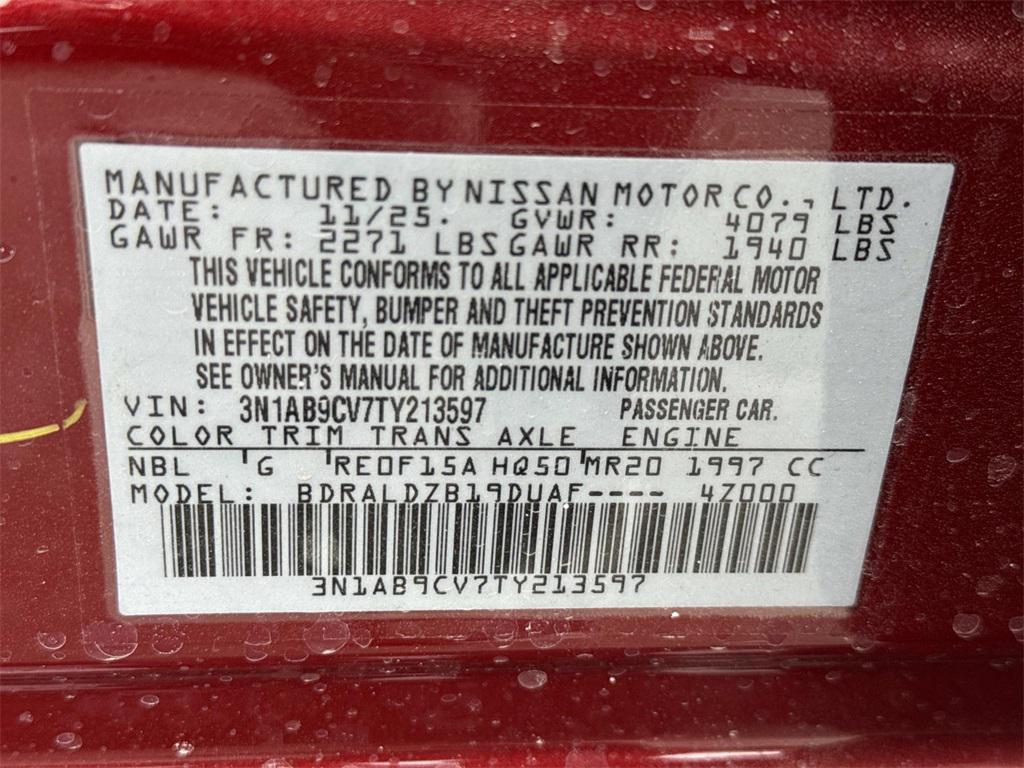 MANUFACTURED BY NISSAN MOTOR CO., LTD.
DATE: 11/25. GVWR: 4079 LBS
GAWR FR: 2271 LBS GAWR RR: 1940 LBS
THIS VEHICLE CONFORMS TO ALL APPLICABLE FEDERAL MOTOR
VEHICLE SAFETY, BUMPER AND THEFT PREVENTION STANDARDS
IN EFFECT ON THE DATE OF MANUFACTURE SHOWN ABOVE.
SEE OWNER'S MANUAL FOR ADDITIONAL INFORMATION.
VIN: 3N1AB9CV7TY213597 PASSENGER CAR.
COLOR TRIM TRANS AXLE ENGINE
NBL G RE0F15A HQ50 MR20 1997 CC
MODEL: BDRALDZB19DUAF---- 4Z000
3N1AB9CV7TY213597